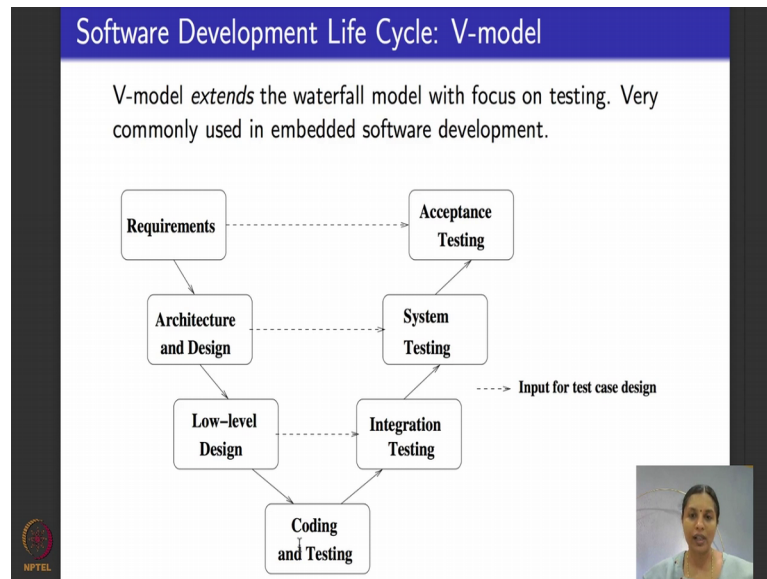 Software Development Life Cycle: V-model
V-model extends the waterfall model with focus on testing. Very
commonly used in embedded software development.
Requirements
Acceptance
Testing
Architecture
and Design
System
Testing
Input for test case design
Low-level
Design
Integration
Testing
Coding
and Testing
NPTEL